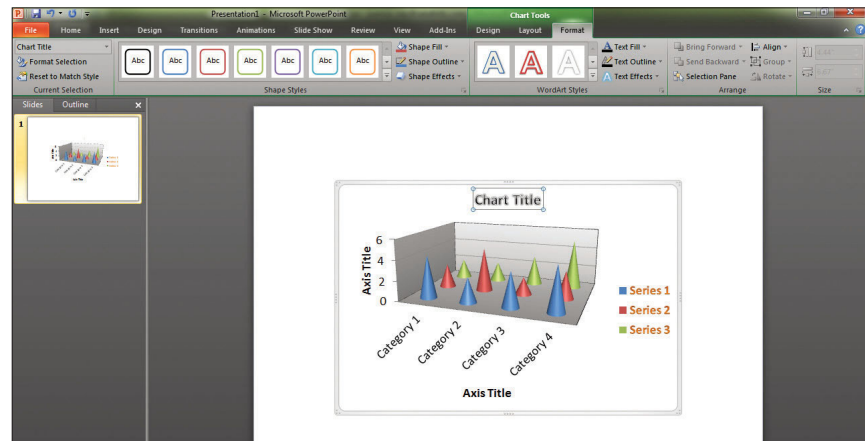 Presentation1 - Microsoft PowerPoint
Chart Tools
File Home Insert Design Transitions Animations Slide Show Review View Add-Ins Design Layout Format
Chart Title
Format Selection
Reset to Match Style
Current Selection
Abc Abc Abc Abc Abc Abc Abc
Shape Fill
Shape Outline
Shape Effects
Shape Styles
A A A
Text Fill
Text Outline
Text Effects
WordArt Styles
Bring Forward
Send Backward
Selection Pane
Align
Group
Rotate
Arrange
Size
Slides Outline
1
Chart Title
Axis Title
6
4
2
0
Category 1
Category 2
Category 3
Category 4
Axis Title
Series 1
Series 2
Series 3